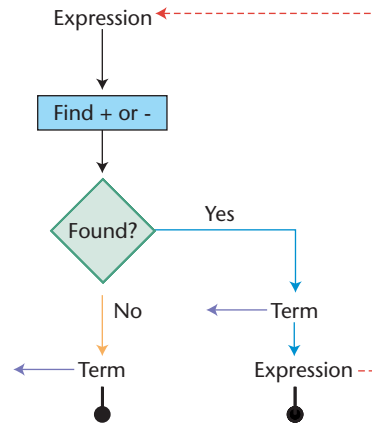 Expression
Find + or -
Found?
Yes
No
Term
Term
Expression